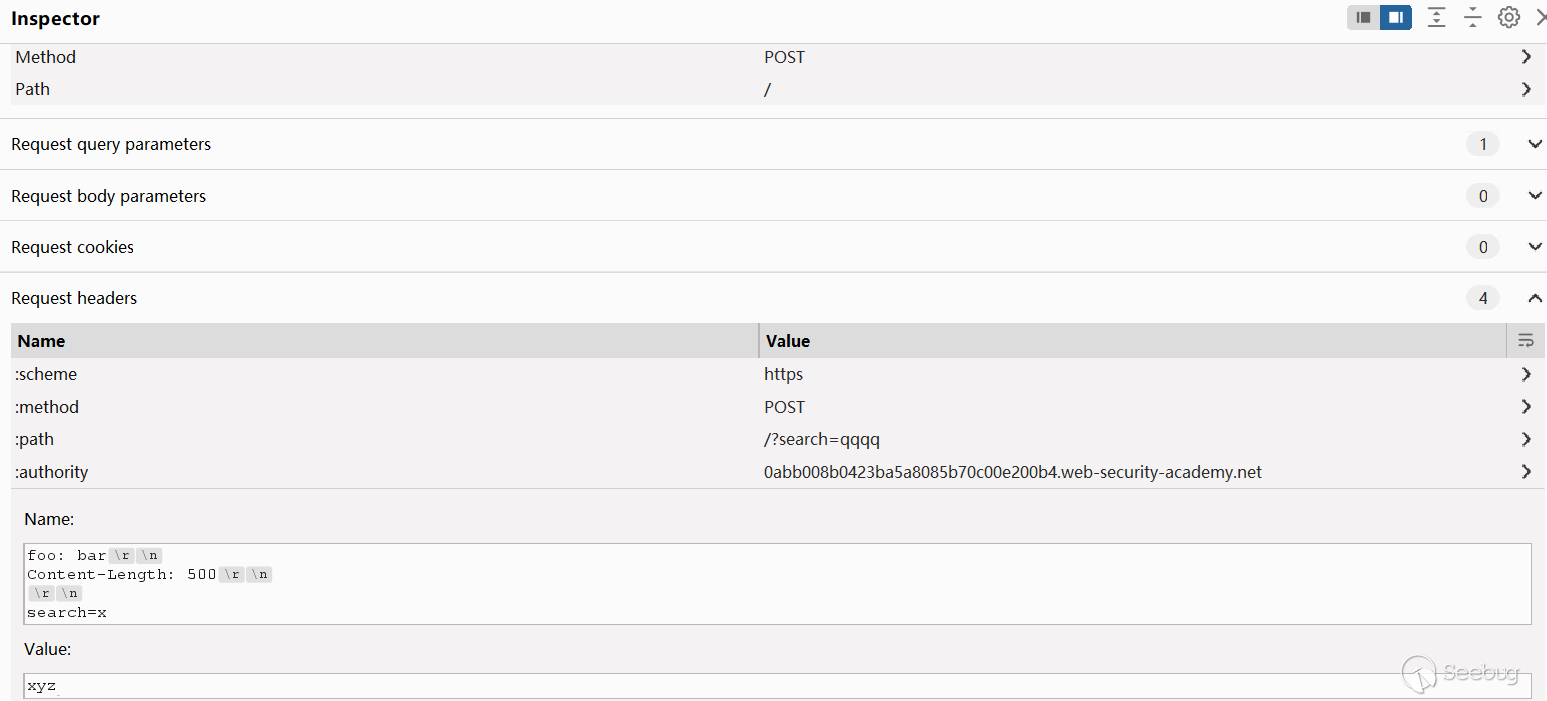 Inspector
Method POST
Path /
Request query parameters 1
Request body parameters 0
Request cookies 0
Request headers 4
Name Value
:scheme https
:method POST
:path /?search=qqqq
:authority 0abb008b0423ba5a8085b70c00e200b4.web-security-academy.net
Name:
foo: bar\r\n
Content-Length: 500\r\n
\r\n
search=x
Value:
xyz
Seebug